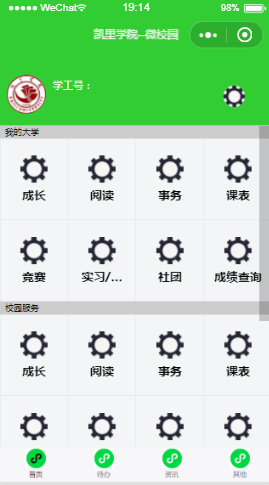 WeChat 19:14 98%
凯里学院--微校园
学工号：
我的大学
成长 阅读 事务 课表
竞赛 实习/... 社团 成绩查询
校园服务
成长 阅读 事务 课表
首页 待办 资讯 其他